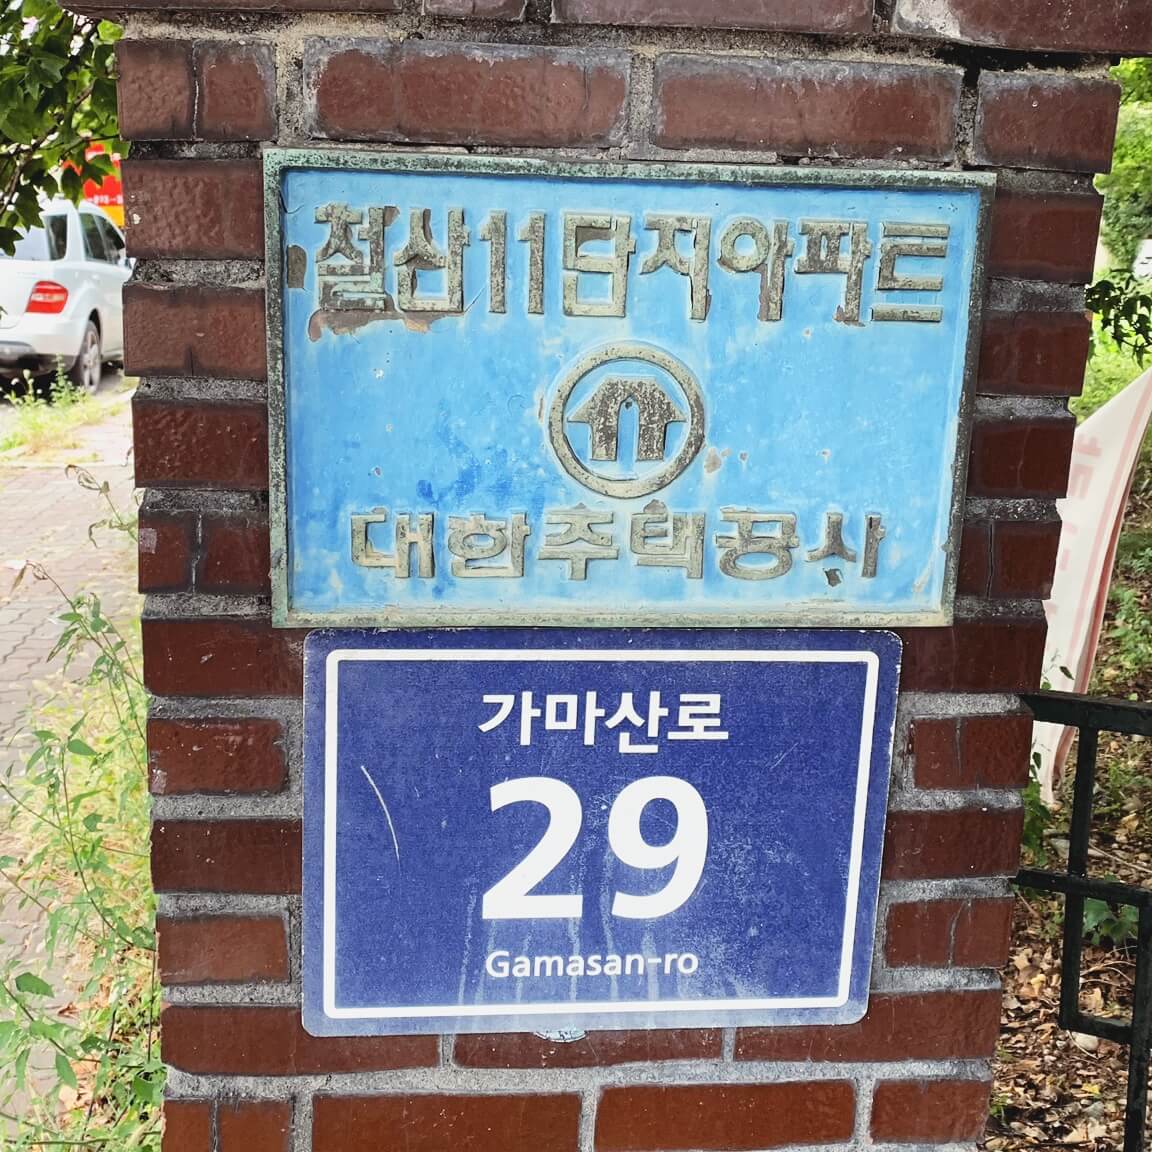 철산11단지아파트
대한주택공사
가마산로
29
Gamasan-ro